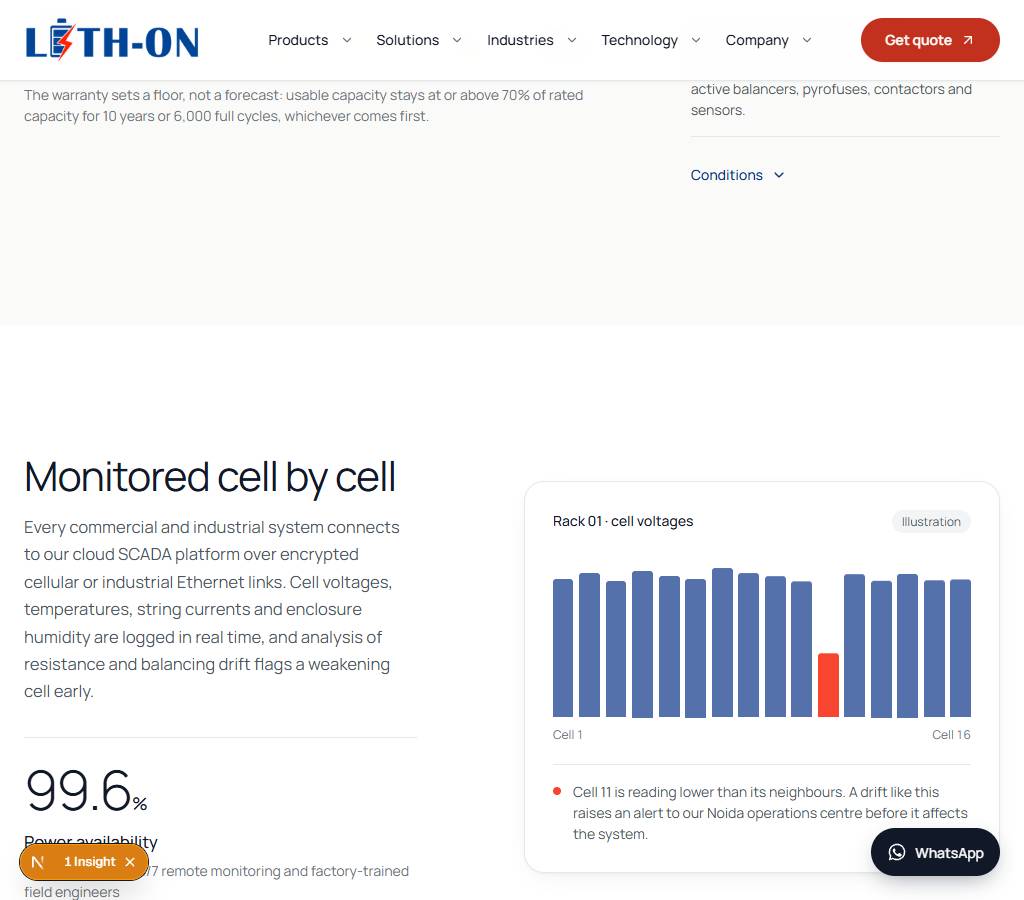 LITH-ON
Products
Solutions
Industries
Technology
Company
Get quote
The warranty sets a floor, not a forecast: usable capacity stays at or above 70% of rated
capacity for 10 years or 6,000 full cycles, whichever comes first.
active balancers, pyrofuses, contactors and
sensors.
Conditions
Monitored cell by cell
Every commercial and industrial system connects
to our cloud SCADA platform over encrypted
cellular or industrial Ethernet links. Cell voltages,
temperatures, string currents and enclosure
humidity are logged in real time, and analysis of
resistance and balancing drift flags a weakening
cell early.
99.6%
Power availability
/7 remote monitoring and factory-trained
field engineers
Rack 01 · cell voltages
Illustration
Cell 1
Cell 16
Cell 11 is reading lower than its neighbours. A drift like this
raises an alert to our Noida operations centre before it affects
the system.
N
1 Insight
WhatsApp